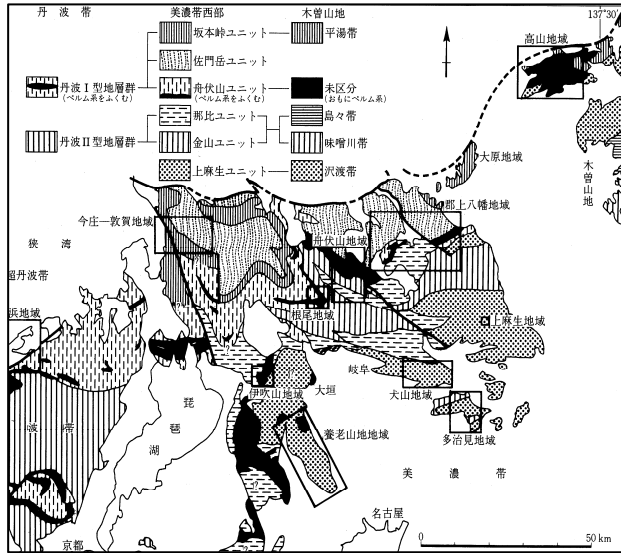 丹波帯 美濃帯西部 木曽山地
坂本峠ユニット 平湯帯
佐門岳ユニット
丹波Ⅰ型地層群 舟伏山ユニット 未区分
(ペルム系をふくむ) (ペルム系をふくむ) (おもにペルム系)
那比ユニット 島々帯
丹波Ⅱ型地層群 金山ユニット 味噌川帯
上麻生ユニット 沢渡帯
137°30'
高山地域
木曽山地
大原地域
郡上八幡地域
今庄—敦賀地域
舟伏山地域
狭湾
超丹波帯
浜地域
根尾地域
上麻生地域
岐阜
大垣
伊吹山地地域
犬山地域
琵琶湖
養老山地地域
多治見地域
波帯
美濃帯
名古屋
京都
?
?
?
0 50 km